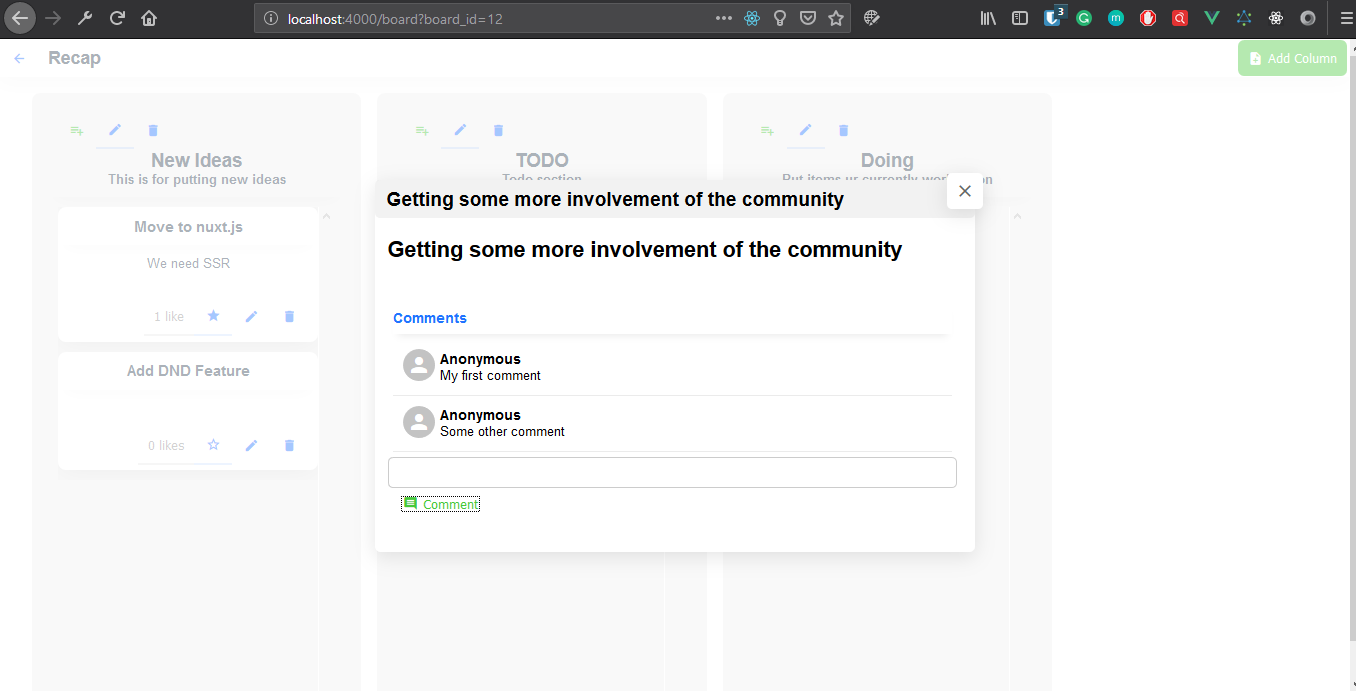 localhost:4000/board?board_id=12
3
Recap
Add Column
New Ideas
This is for putting new ideas
Move to nuxt.js
We need SSR
1 like
Add DND Feature
0 likes
TODO
Todo section
Doing
Put items ur currently on
Getting some more involvement of the community
Getting some more involvement of the community
Comments
Anonymous
My first comment
Anonymous
Some other comment
Comment